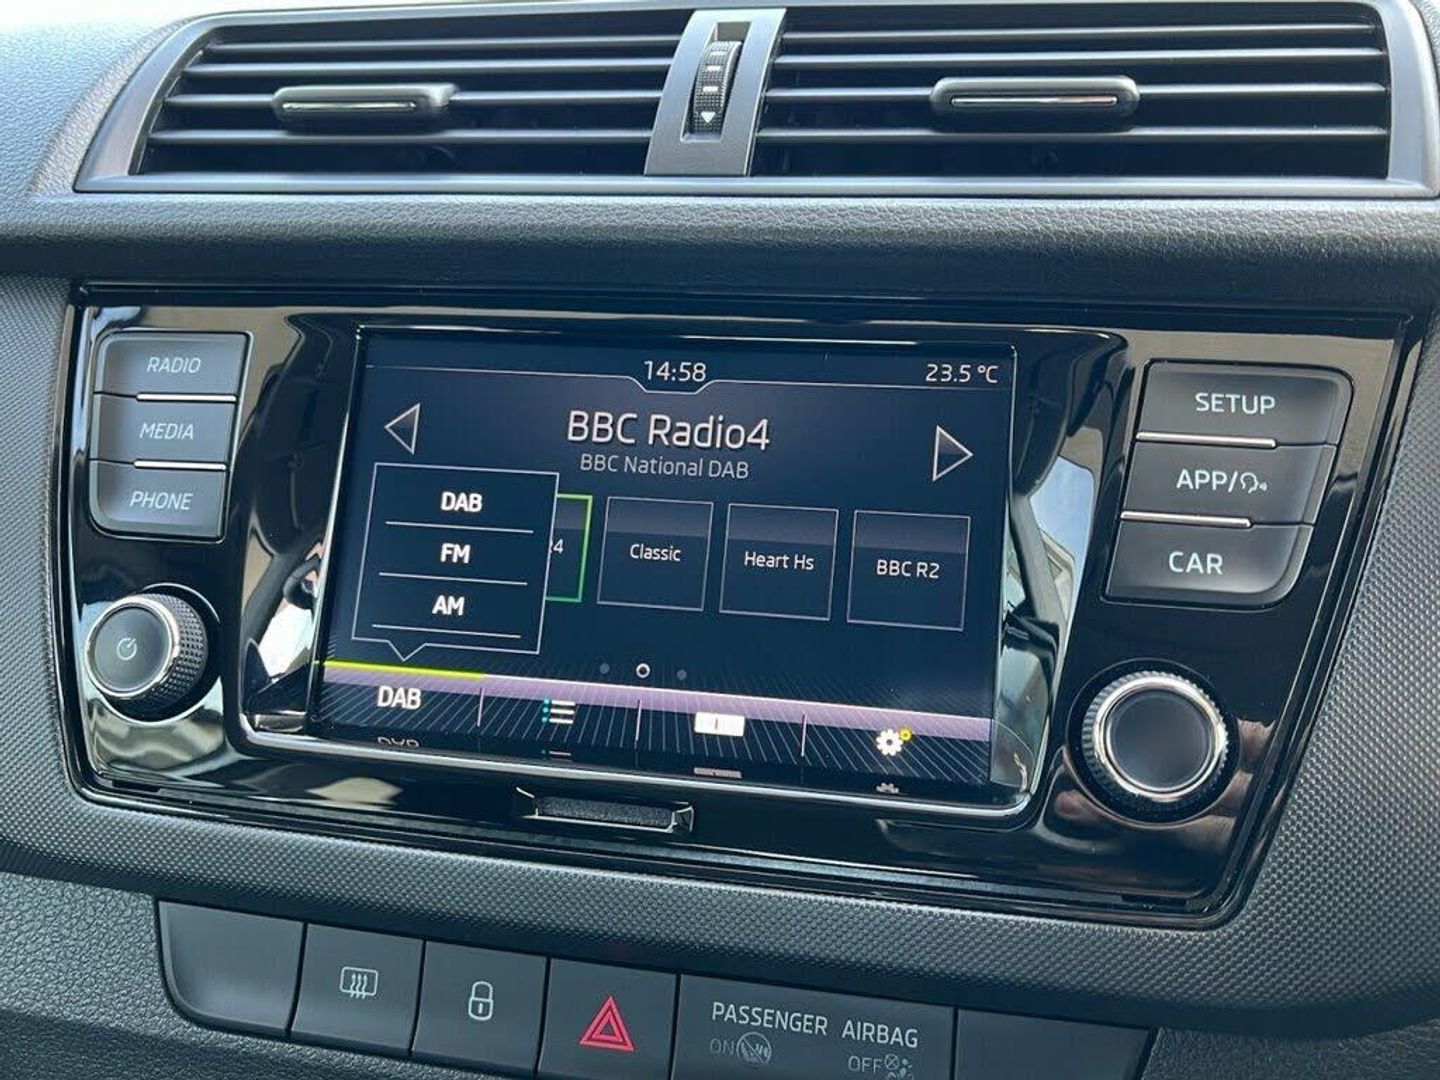 RADIO
MEDIA
PHONE
14:58
23.5 °C
BBC Radio4
BBC National DAB
DAB
FM
AM
4
Classic
Heart Hs
BBC R2
DAB
SETUP
APP/
CAR
PASSENGER AIRBAG
ON
OFF